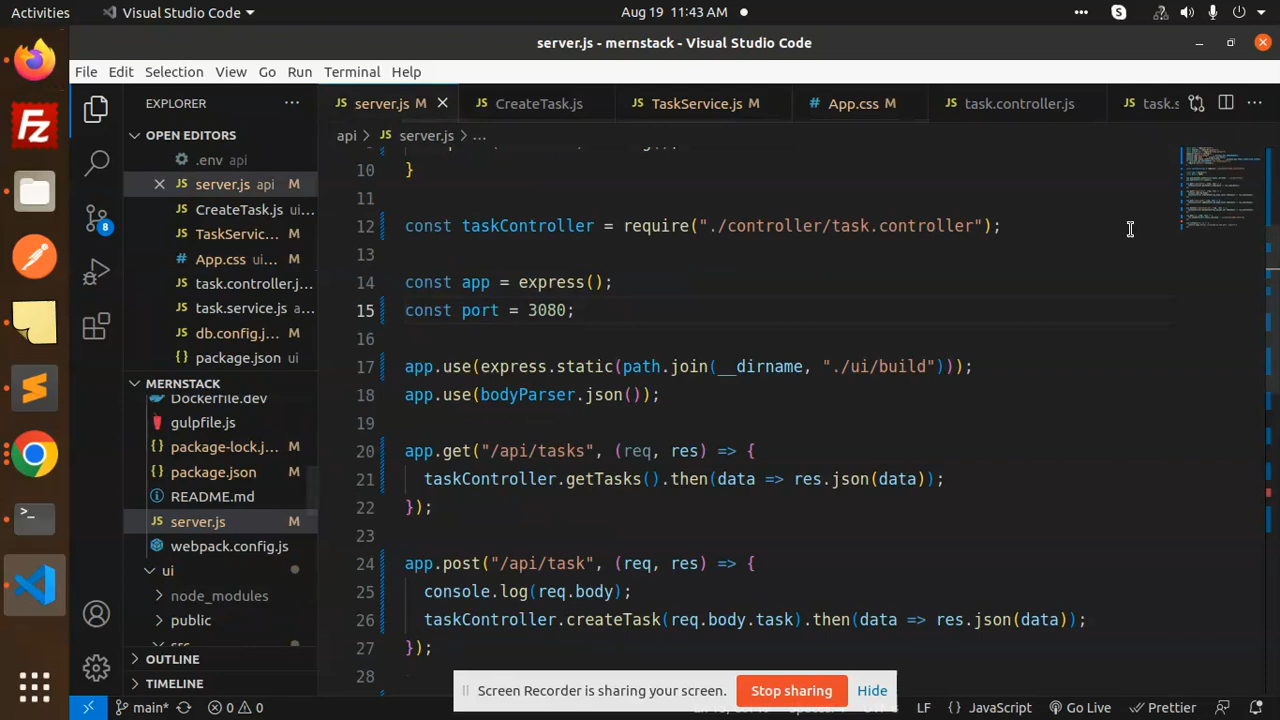 Activities
Visual Studio Code
Aug 19 11:43 AM
server.js - mernstack - Visual Studio Code
File Edit Selection View Go Run Terminal Help
EXPLORER
OPEN EDITORS
.env api
server.js api M
CreateTask.js ui...
TaskServic... M
App.css ui... M
task.controller.j...
task.service.js a...
db.config.j... M
package.json ui
MERNSTACK
Dockerfile.dev
gulpfile.js
package-lock.j... M
package.json M
README.md
server.js M
webpack.config.js
ui
node_modules
public
src
OUTLINE
TIMELINE
8
JS server.js M
JS CreateTask.js
JS TaskService.js M
# App.css M
JS task.controller.js
JS task.s
api > JS server.js > ...
10 }
11
12 const taskController = require("./controller/task.controller");
13
14 const app = express();
15 const port = 3080;
16
17 app.use(express.static(path.join(__dirname, "./ui/build")));
18 app.use(bodyParser.json());
19
20 app.get("/api/tasks", (req, res) => {
21 taskController.getTasks().then(data => res.json(data));
22 });
23
24 app.post("/api/task", (req, res) => {
25 console.log(req.body);
26 taskController.createTask(req.body.task).then(data => res.json(data));
27 });
28
Screen Recorder is sharing your screen. Stop sharing Hide
main* 0 0 LF {} JavaScript Go Live Prettier